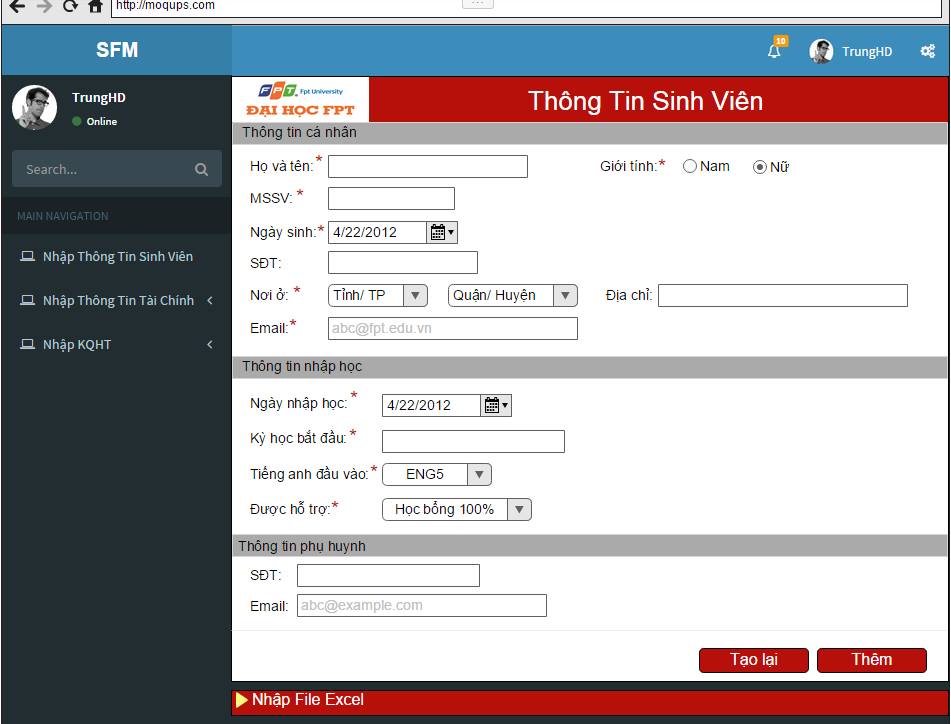 http://moqups.com
SFM
10
TrungHD
TrungHD
Online
Search...
MAIN NAVIGATION
Nhập Thông Tin Sinh Viên
Nhập Thông Tin Tài Chính
Nhập KQHT
FPT. Fpt University
ĐẠI HỌC FPT
Thông Tin Sinh Viên
Thông tin cá nhân
Họ và tên:* Giới tính:* Nam Nữ
MSSV: *
Ngày sinh:* 4/22/2012
SĐT:
Nơi ở: * Tỉnh/ TP Quận/ Huyện Địa chỉ:
Email:* abc@fpt.edu.vn
Thông tin nhập học
Ngày nhập học: * 4/22/2012
Kỳ học bắt đầu: *
Tiếng anh đầu vào:* ENG5
Được hỗ trợ:* Học bổng 100%
Thông tin phụ huynh
SĐT:
Email: abc@example.com
Tạo lại Thêm
Nhập File Excel